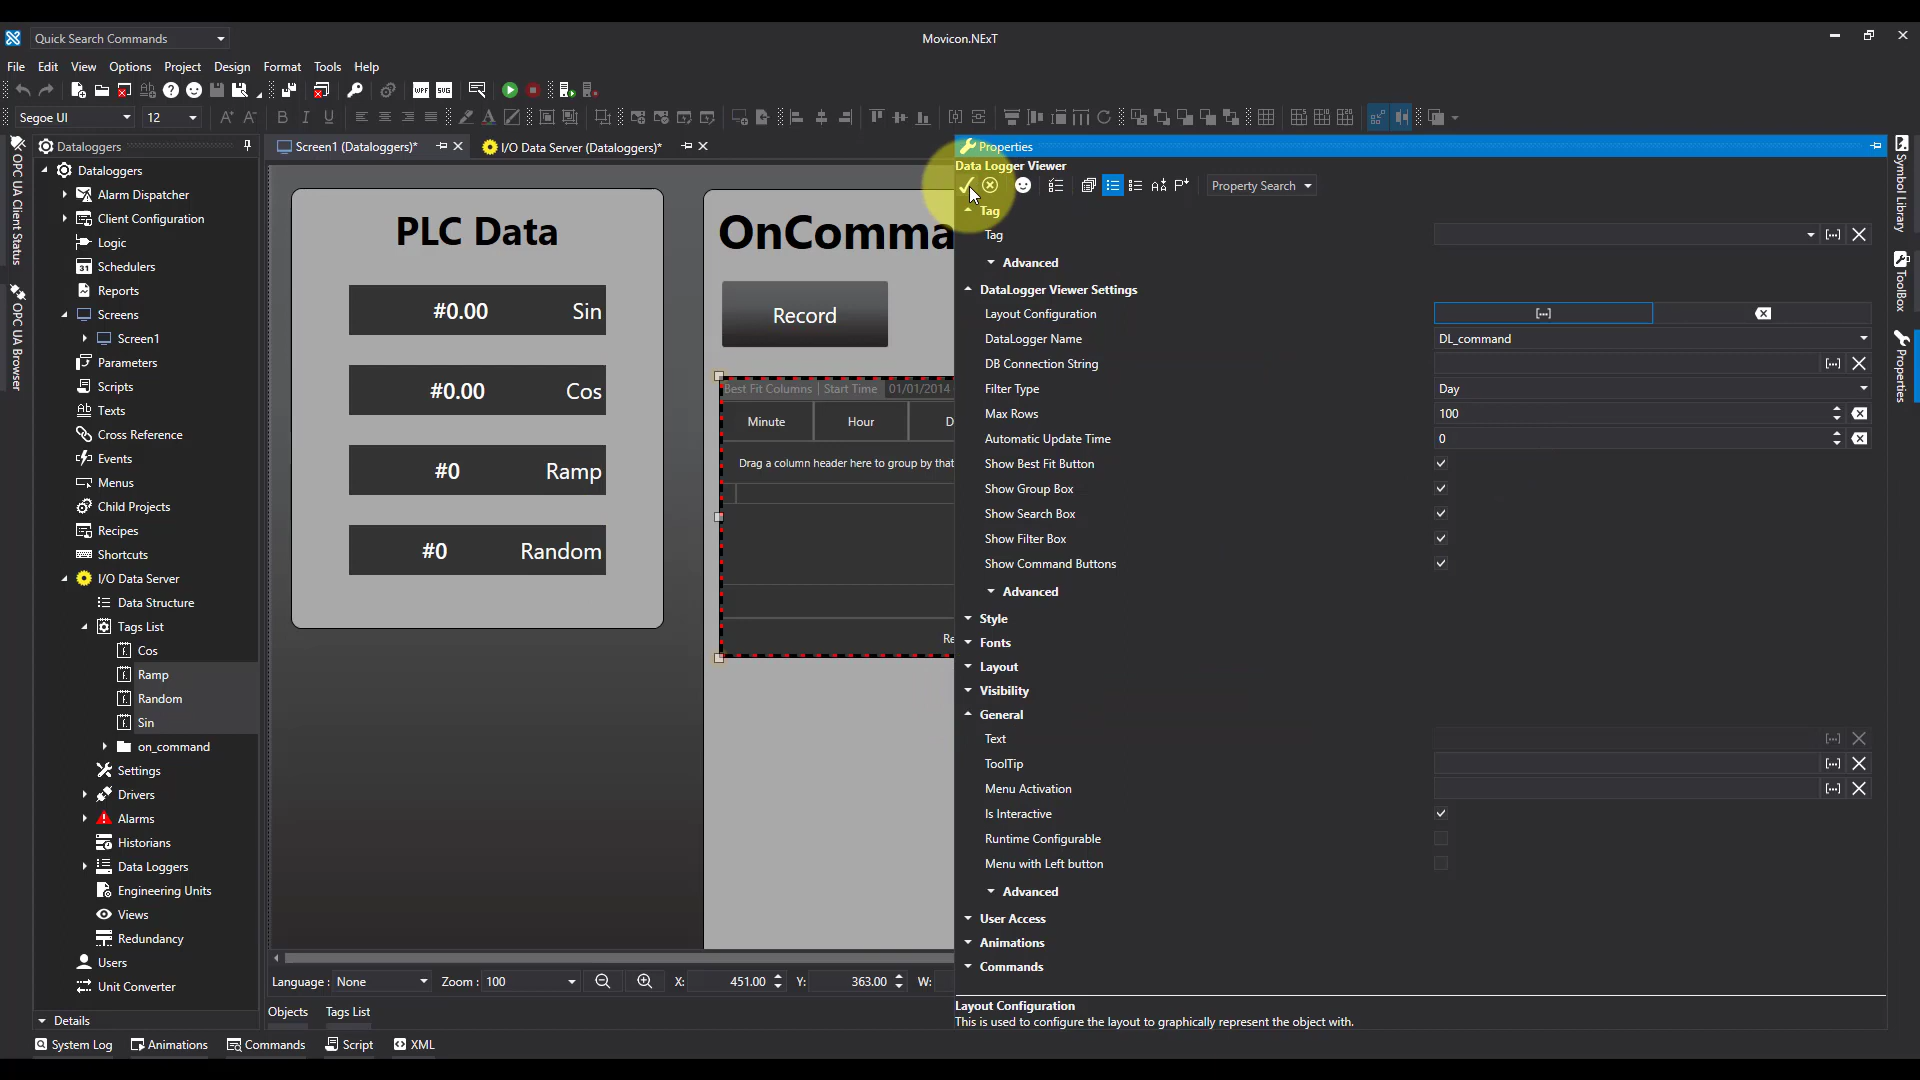 Quick Search Commands
Movicon.NExT
File Edit View Options Project Design Format Tools Help
WPF SVG
Segoe UI 12
Dataloggers
Screen1 (Dataloggers)*
I/O Data Server (Dataloggers)*
Properties
OPC UA Client Status
OPC UA Browser
Dataloggers
Alarm Dispatcher
Client Configuration
Logic
Schedulers
Reports
Screens
Screen1
Parameters
Scripts
Texts
Cross Reference
Events
Menus
Child Projects
Recipes
Shortcuts
I/O Data Server
Data Structure
Tags List
Cos
Ramp
Random
Sin
on_command
Settings
Drivers
Alarms
Historians
Data Loggers
Engineering Units
Views
Redundancy
Users
Unit Converter
Details
PLC Data
#0.00 Sin
#0.00 Cos
#0 Ramp
#0 Random
OnComma
Record
Best Fit Columns Start Time 01/01/2014
Minute Hour D
Drag a column header here to group by that
Re
Data Logger Viewer
Property Search
Tag
Tag
Advanced
DataLogger Viewer Settings
Layout Configuration
DataLogger Name DL_command
DB Connection String
Filter Type Day
Max Rows 100
Automatic Update Time 0
Show Best Fit Button
Show Group Box
Show Search Box
Show Filter Box
Show Command Buttons
Advanced
Style
Fonts
Layout
Visibility
General
Text
ToolTip
Menu Activation
Is Interactive
Runtime Configurable
Menu with Left button
Advanced
User Access
Animations
Commands
Layout Configuration
This is used to configure the layout to graphically represent the object with.
Symbol Library
ToolBox
Properties
Language : None Zoom : 100 X: 451.00 Y: 363.00 W:
Objects Tags List
System Log Animations Commands Script XML